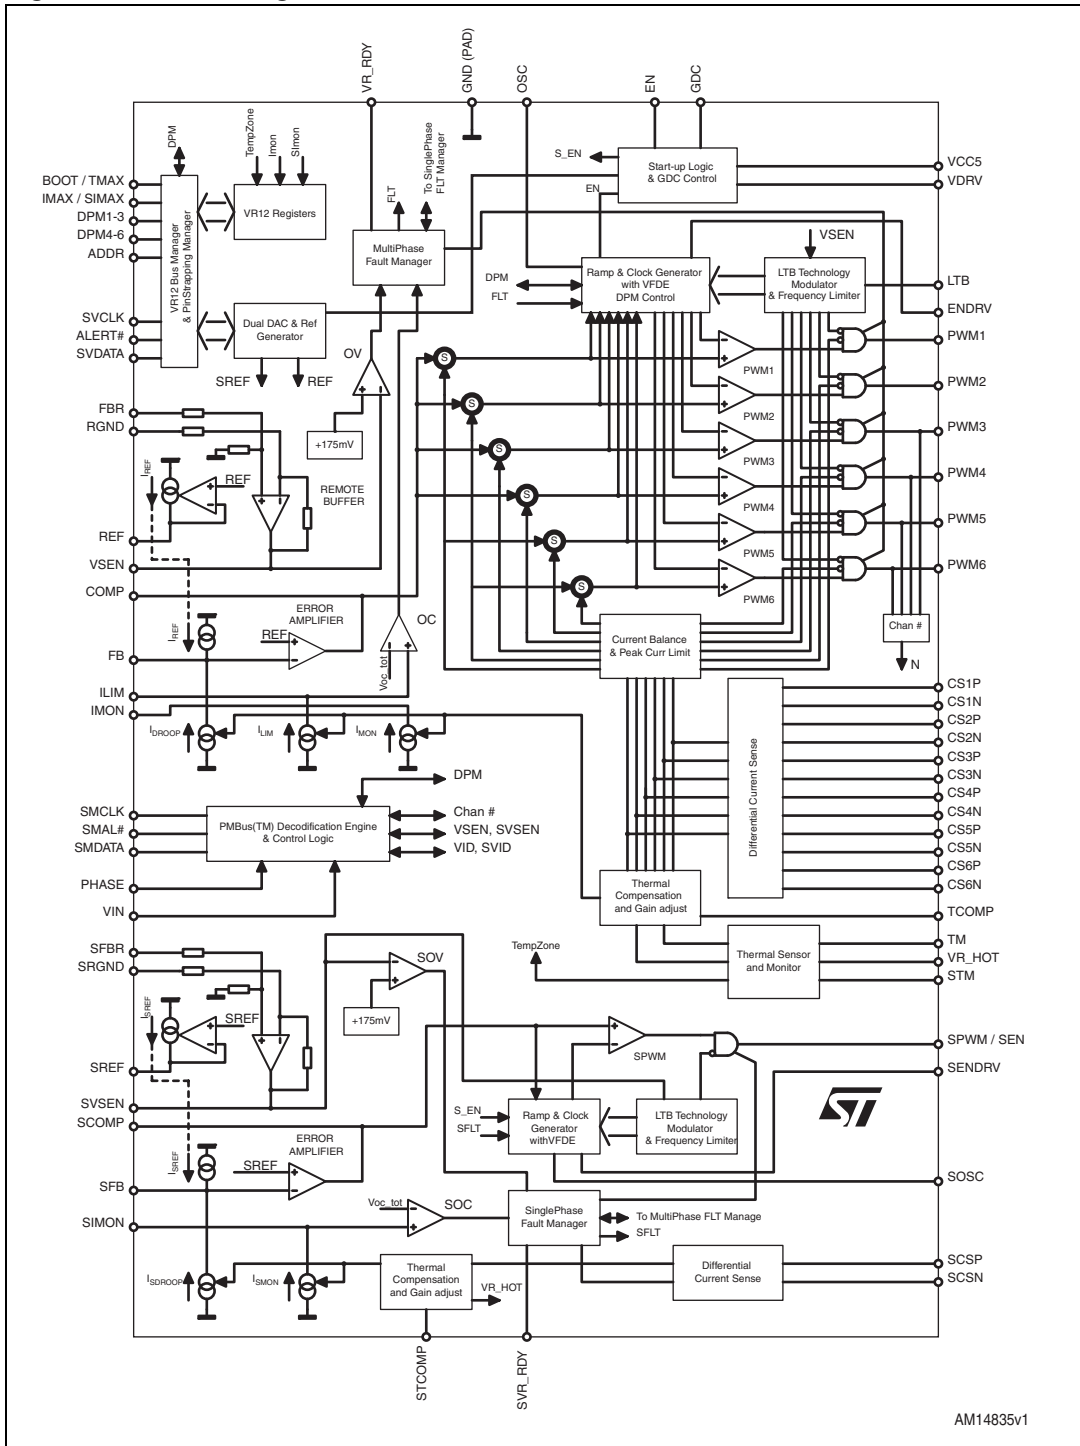 VR_RDY
GND (PAD)
OSC
EN
GDC
DPM
TempZone
Imon
SImon
FLT
To SinglePhase
FLT Manager
S_EN
EN
Start-up Logic
& GDC Control
VCC5
VDRV
BOOT / TMAX
IMAX / SIMAX
DPM1-3
DPM4-6
ADDR
SVCLK
ALERT#
SVDATA
VR12 Bus Manager
& PinStrapping Manager
VR12 Registers
MultiPhase
Fault Manager
DPM
FLT
Ramp & Clock Generator
with VFDE
DPM Control
VSEN
LTB Technology
Modulator
& Frequency Limiter
LTB
ENDRV
Dual DAC & Ref
Generator
SREF
REF
OV
+175mV
S
S
S
S
S
S
PWM1
PWM2
PWM3
PWM4
PWM5
PWM6
PWM1
PWM2
PWM3
PWM4
PWM5
PWM6
FBR
RGND
IREF
REF
REMOTE
BUFFER
REF
VSEN
COMP
IREF
ERROR
AMPLIFIER
REF
OC
Voc_tot
FB
Current Balance
& Peak Curr Limit
Chan #
N
ILIM
IMON
IDROOP
ILIM
IMON
Differential Current Sense
CS1P
CS1N
CS2P
CS2N
CS3P
CS3N
CS4P
CS4N
CS5P
CS5N
CS6P
CS6N
DPM
SMCLK
SMAL#
SMDATA
PMBus(TM) Decodification Engine
& Control Logic
Chan #
VSEN, SVSEN
VID, SVID
PHASE
VIN
Thermal
Compensation
and Gain adjust
TCOMP
TempZone
Thermal Sensor
and Monitor
TM
VR_HOT
STM
SFBR
SRGND
ISREF
SREF
SOV
+175mV
SREF
SVSEN
SCOMP
SPWM
SPWM / SEN
SENDRV
S_EN
SFLT
Ramp & Clock
Generator
withVFDE
LTB Technology
Modulator
& Frequency Limiter
ST
ISREF
ERROR
AMPLIFIER
SREF
SFB
SOSC
Voc_tot
SOC
SIMON
SinglePhase
Fault Manager
To MultiPhase FLT Manage
SFLT
ISDROOP
ISMON
Thermal
Compensation
and Gain adjust
VR_HOT
Differential
Current Sense
SCSP
SCSN
STCOMP
SVR_RDY
AM14835v1